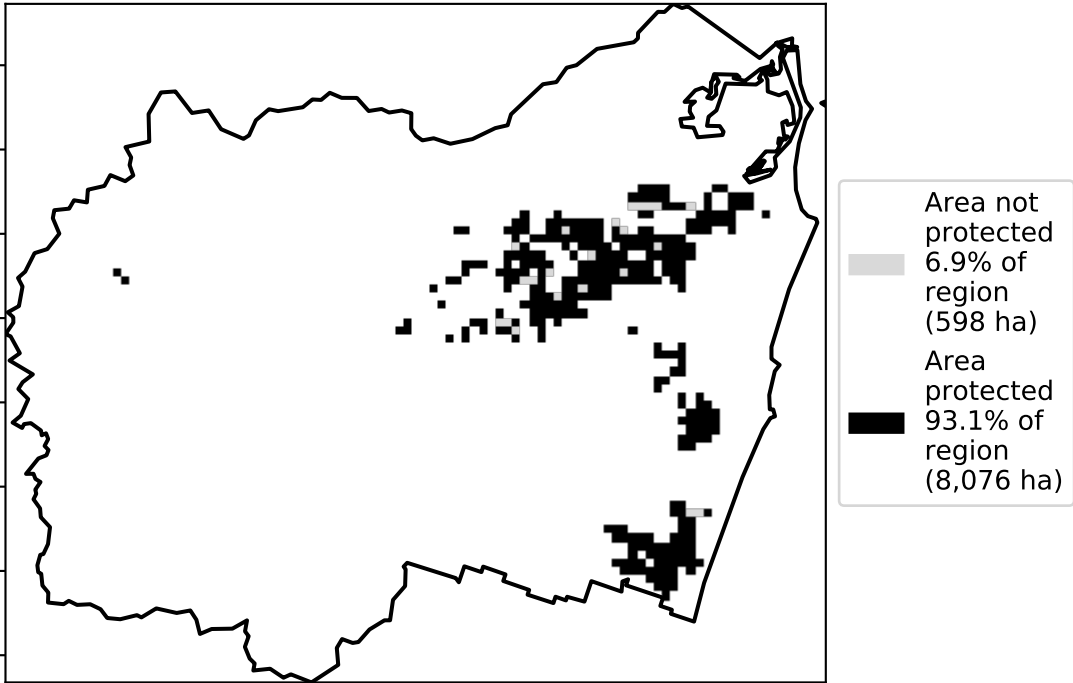 Area not
protected
6.9% of
region
(598 ha)
Area
protected
93.1% of
region
(8,076 ha)